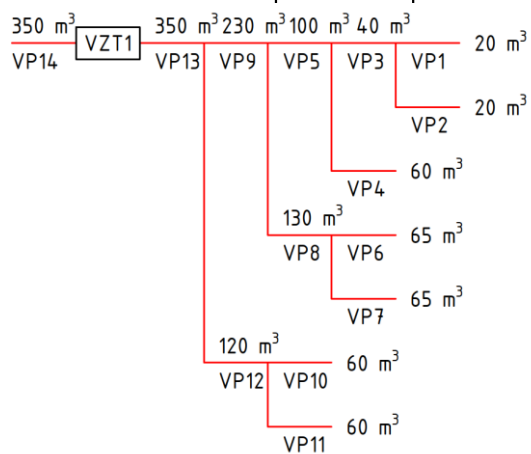 350 m³ 350 m³ 230 m³ 100 m³ 40 m³
VZT1 20 m³
VP14 VP13 VP9 VP5 VP3 VP1
20 m³
VP2
60 m³
VP4
130 m³
65 m³
VP8 VP6
65 m³
VP7
120 m³
60 m³
VP12 VP10
60 m³
VP11